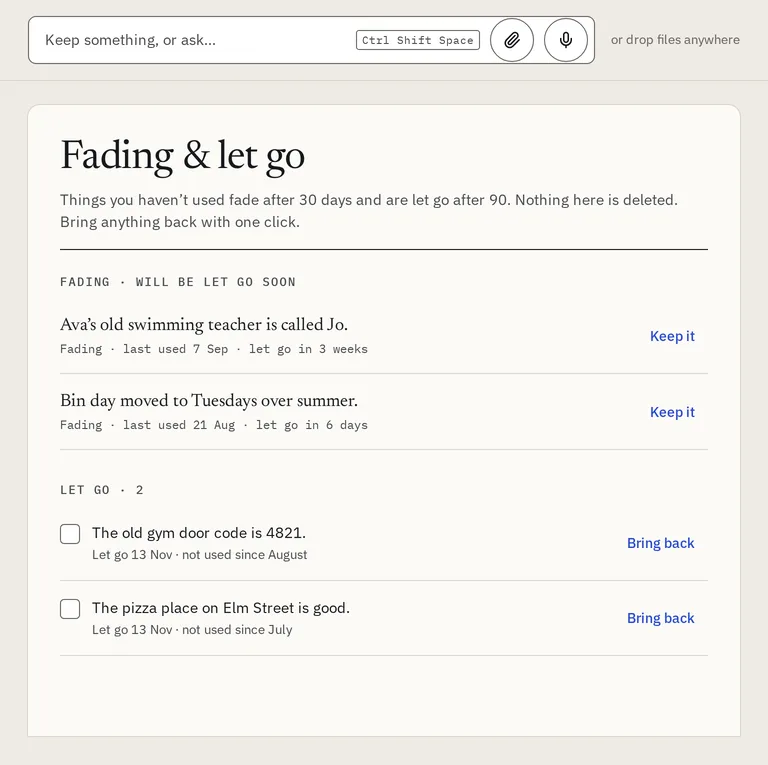 Keep something, or ask…
Ctrl Shift Space
or drop files anywhere
Fading & let go
Things you haven’t used fade after 30 days and are let go after 90. Nothing here is deleted.
Bring anything back with one click.
FADING · WILL BE LET GO SOON
Ava’s old swimming teacher is called Jo.
Fading · last used 7 Sep · let go in 3 weeks
Keep it
Bin day moved to Tuesdays over summer.
Fading · last used 21 Aug · let go in 6 days
Keep it
LET GO · 2
The old gym door code is 4821.
Let go 13 Nov · not used since August
Bring back
The pizza place on Elm Street is good.
Let go 13 Nov · not used since July
Bring back